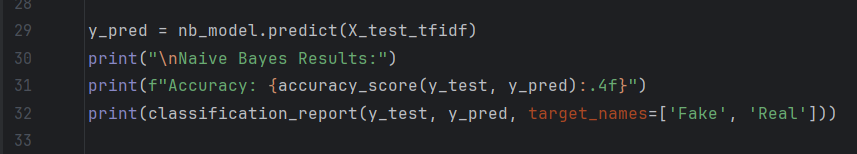 28
29 y_pred = nb_model.predict(X_test_tfidf)
30 print("\nNaive Bayes Results:")
31 print(f"Accuracy: {accuracy_score(y_test, y_pred):.4f}")
32 print(classification_report(y_test, y_pred, target_names=['Fake', 'Real']))
33